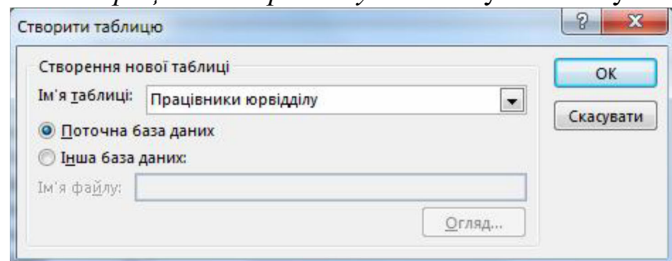 Створити таблицю
Створення нової таблиці
Ім'я таблиці: Працівники юрвідділу
Поточна база даних
Інша база даних:
Ім'я файлу:
Огляд...
ОК
Скасувати